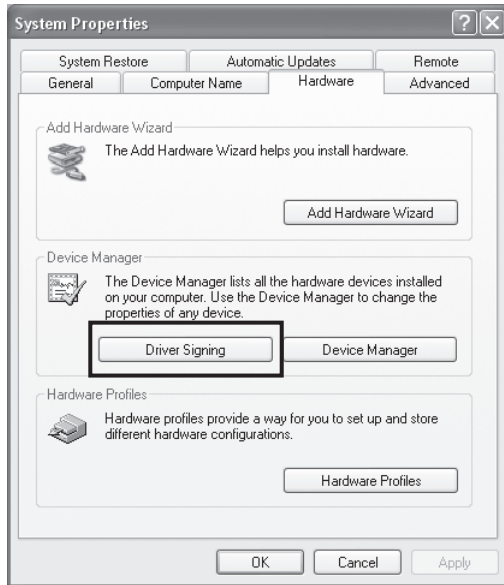 System Properties
System Restore Automatic Updates Remote
General Computer Name Hardware Advanced
Add Hardware Wizard
The Add Hardware Wizard helps you install hardware.
Add Hardware Wizard
Device Manager
The Device Manager lists all the hardware devices installed
on your computer. Use the Device Manager to change the
properties of any device.
Driver Signing Device Manager
Hardware Profiles
Hardware profiles provide a way for you to set up and store
different hardware configurations.
Hardware Profiles
OK Cancel Apply